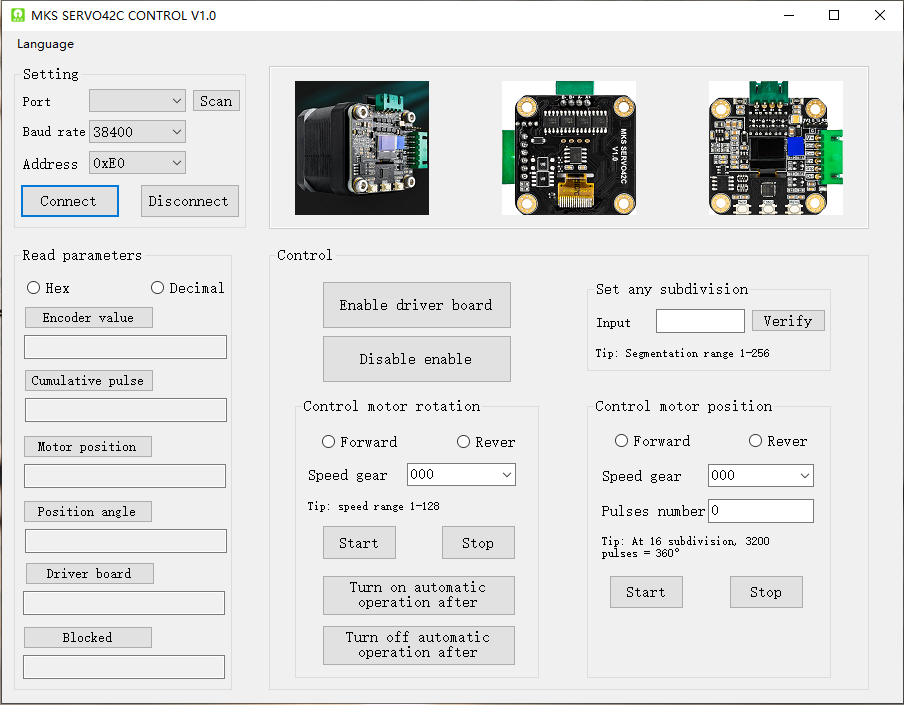 MKS SERVO42C CONTROL V1.0
Language
Setting
Port
Scan
Baud rate
38400
Address
0xE0
Connect
Disconnect
MKS SERVO42C
V1.0
Read parameters
Hex
Decimal
Encoder value
Cumulative pulse
Motor position
Position angle
Driver board
Blocked
Control
Enable driver board
Disable enable
Set any subdivision
Input
Verify
Tip: Segmentation range 1-256
Control motor rotation
Forward
Rever
Speed gear
000
Tip: speed range 1-128
Start
Stop
Turn on automatic
operation after
Turn off automatic
operation after
Control motor position
Forward
Rever
Speed gear
000
Pulses number
0
Tip: At 16 subdivision, 3200
pulses = 360°
Start
Stop